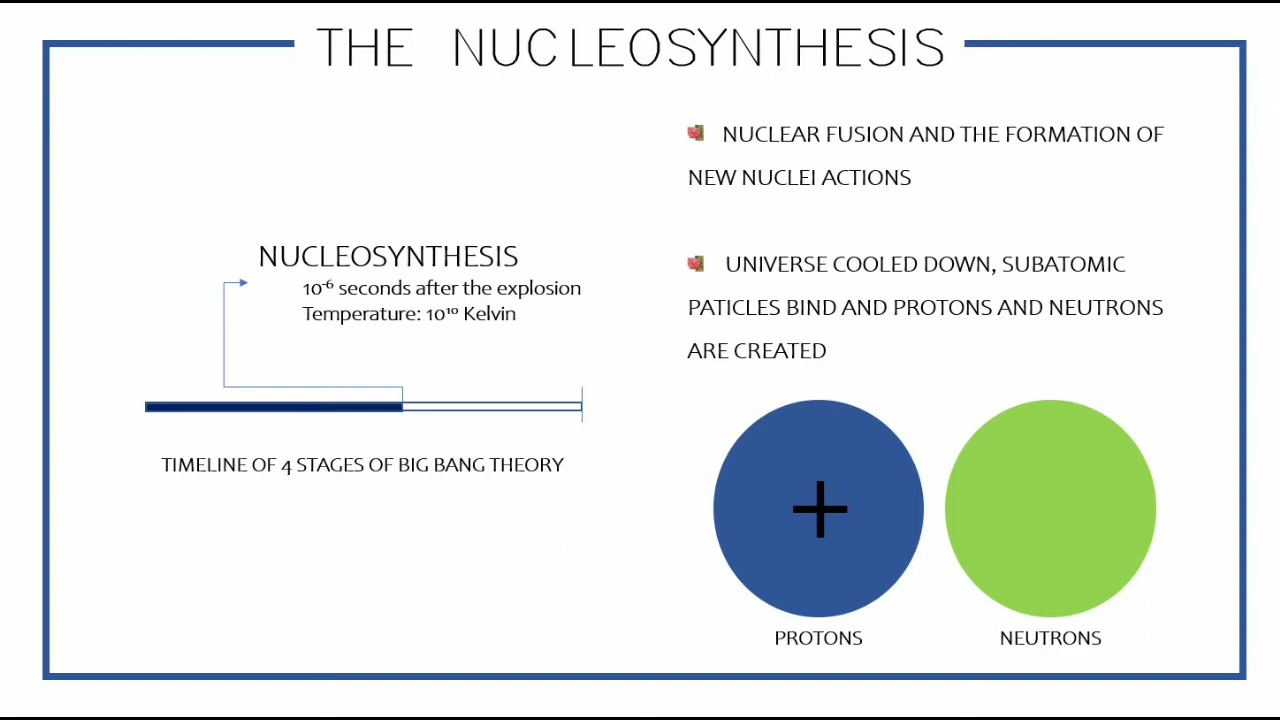 THE NUCLEOSYNTHESIS
NUCLEOSYNTHESIS
10⁻⁶ seconds after the explosion
Temperature: 10¹⁰ Kelvin
TIMELINE OF 4 STAGES OF BIG BANG THEORY
NUCLEAR FUSION AND THE FORMATION OF
NEW NUCLEI ACTIONS
UNIVERSE COOLED DOWN, SUBATOMIC
PATICLES BIND AND PROTONS AND NEUTRONS
ARE CREATED
+
PROTONS
NEUTRONS